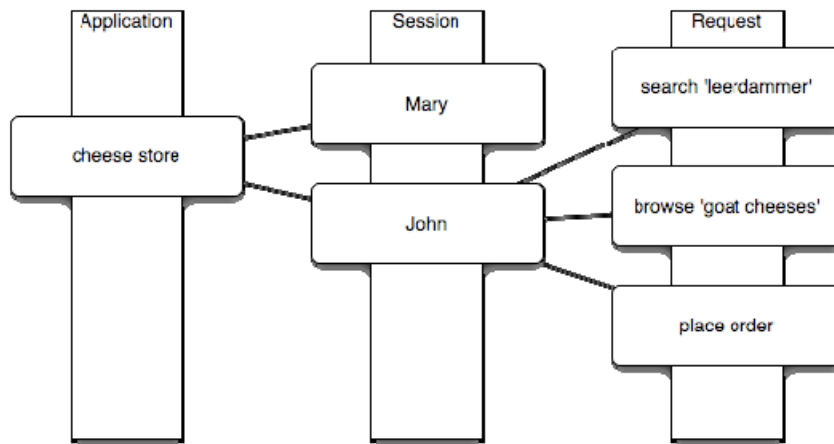 Application
Session
Request
cheese store
Mary
John
search 'leerdammer'
browse 'goat cheeses'
place order